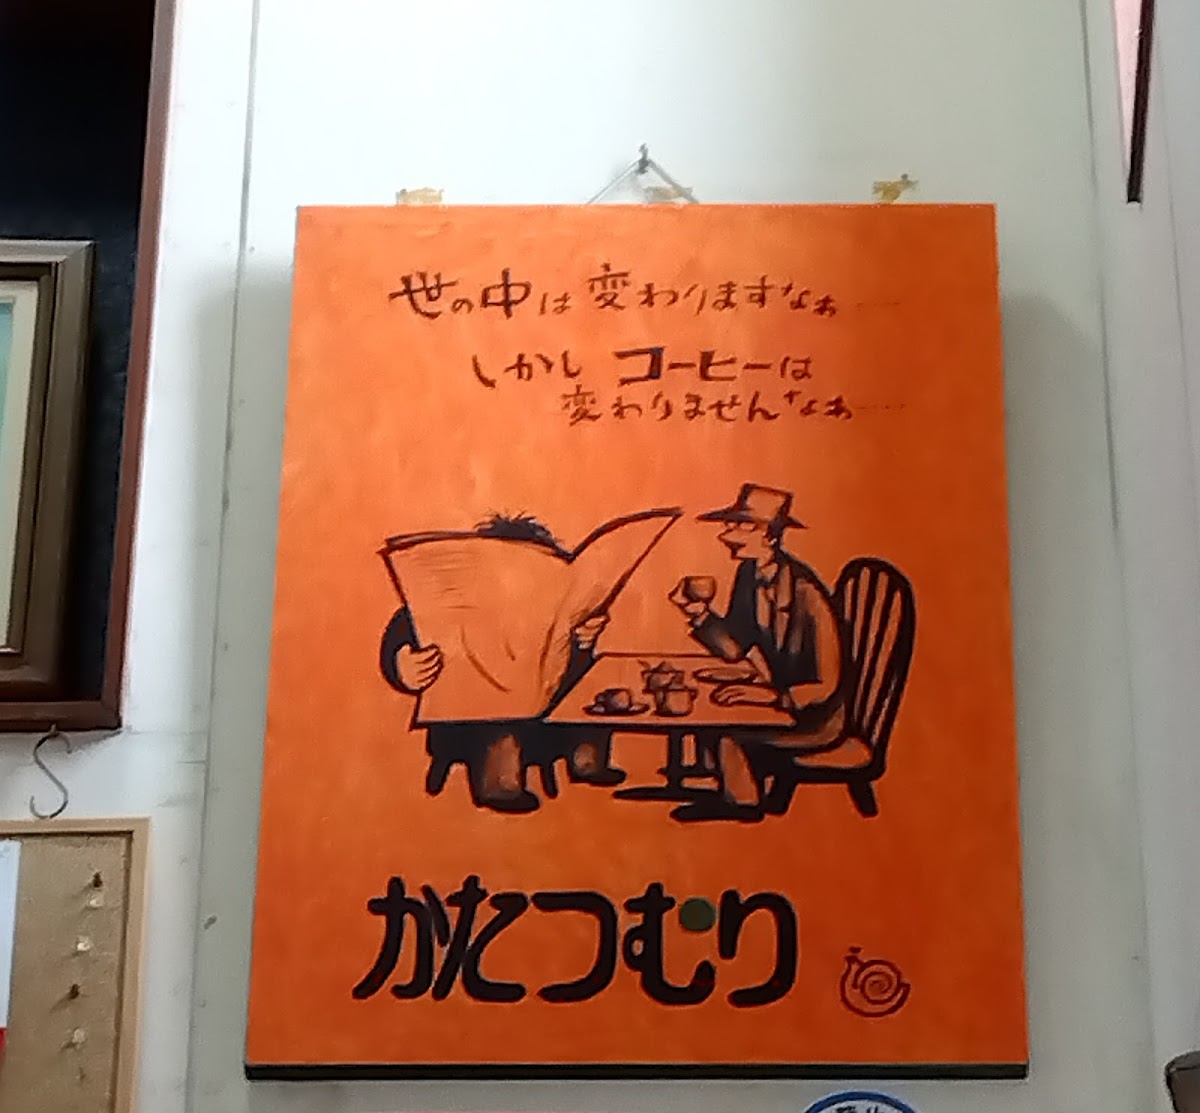 世の中は変わりますなぁ……
しかしコーヒーは
変わりませんなぁ……
かたつむり